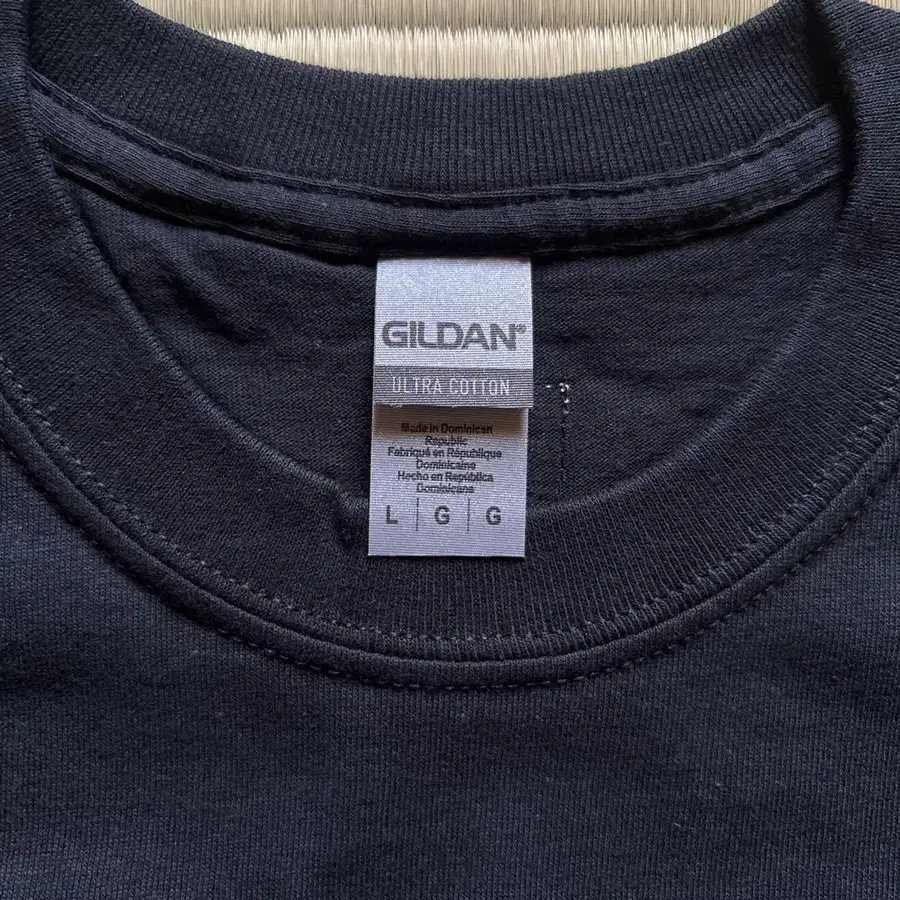 GILDAN®
ULTRA COTTON
Made in Dominican
Republic
Fabriqué en République
Dominicaine
Hecho en República
Dominicana
L | G | G